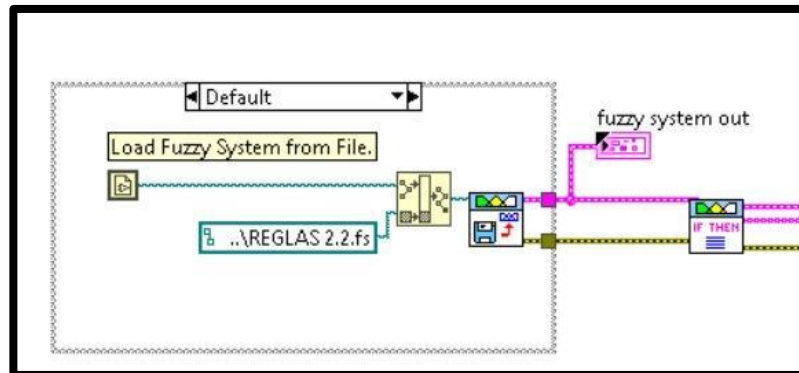 Default
fuzzy system out
Load Fuzzy System from File.
..\REGLAS 2.2.fs
IF THEN